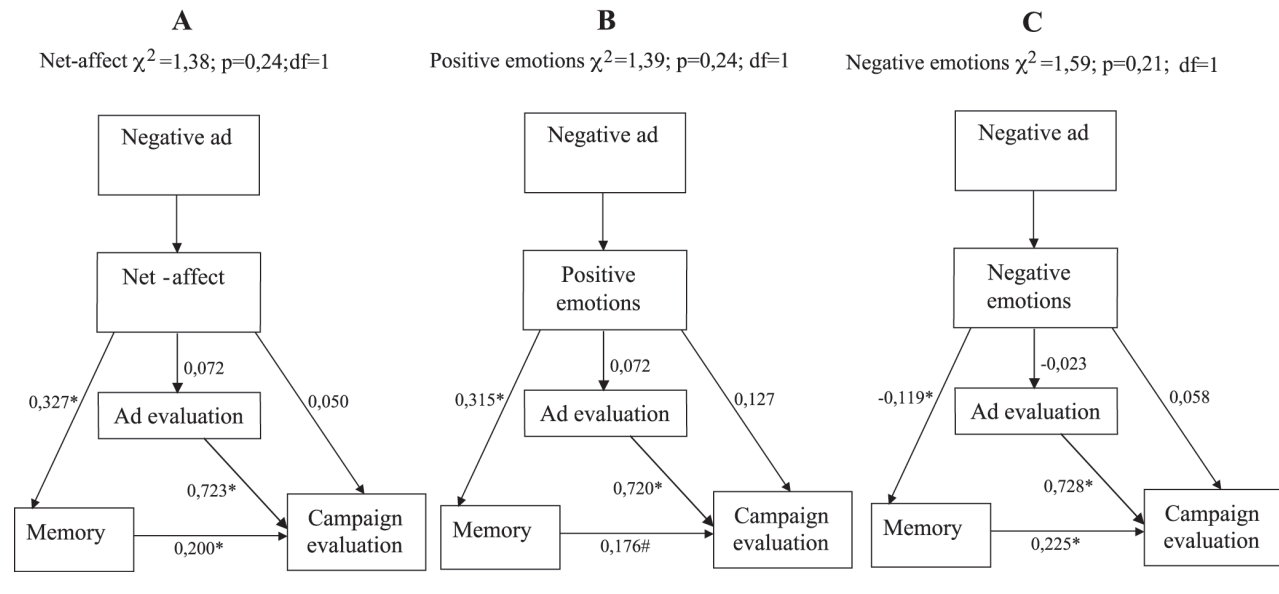 A
Net-affect χ²=1,38; p=0,24;df=1
Negative ad
Net -affect
0,327*
0,072
0,050
Ad evaluation
0,723*
Memory
0,200*
Campaign
evaluation
B
Positive emotions χ²=1,39; p=0,24; df=1
Negative ad
Positive
emotions
0,315*
0,072
0,127
Ad evaluation
0,720*
Memory
0,176#
Campaign
evaluation
C
Negative emotions χ²=1,59; p=0,21; df=1
Negative ad
Negative
emotions
-0,119*
-0,023
0,058
Ad evaluation
0,728*
Memory
0,225*
Campaign
evaluation